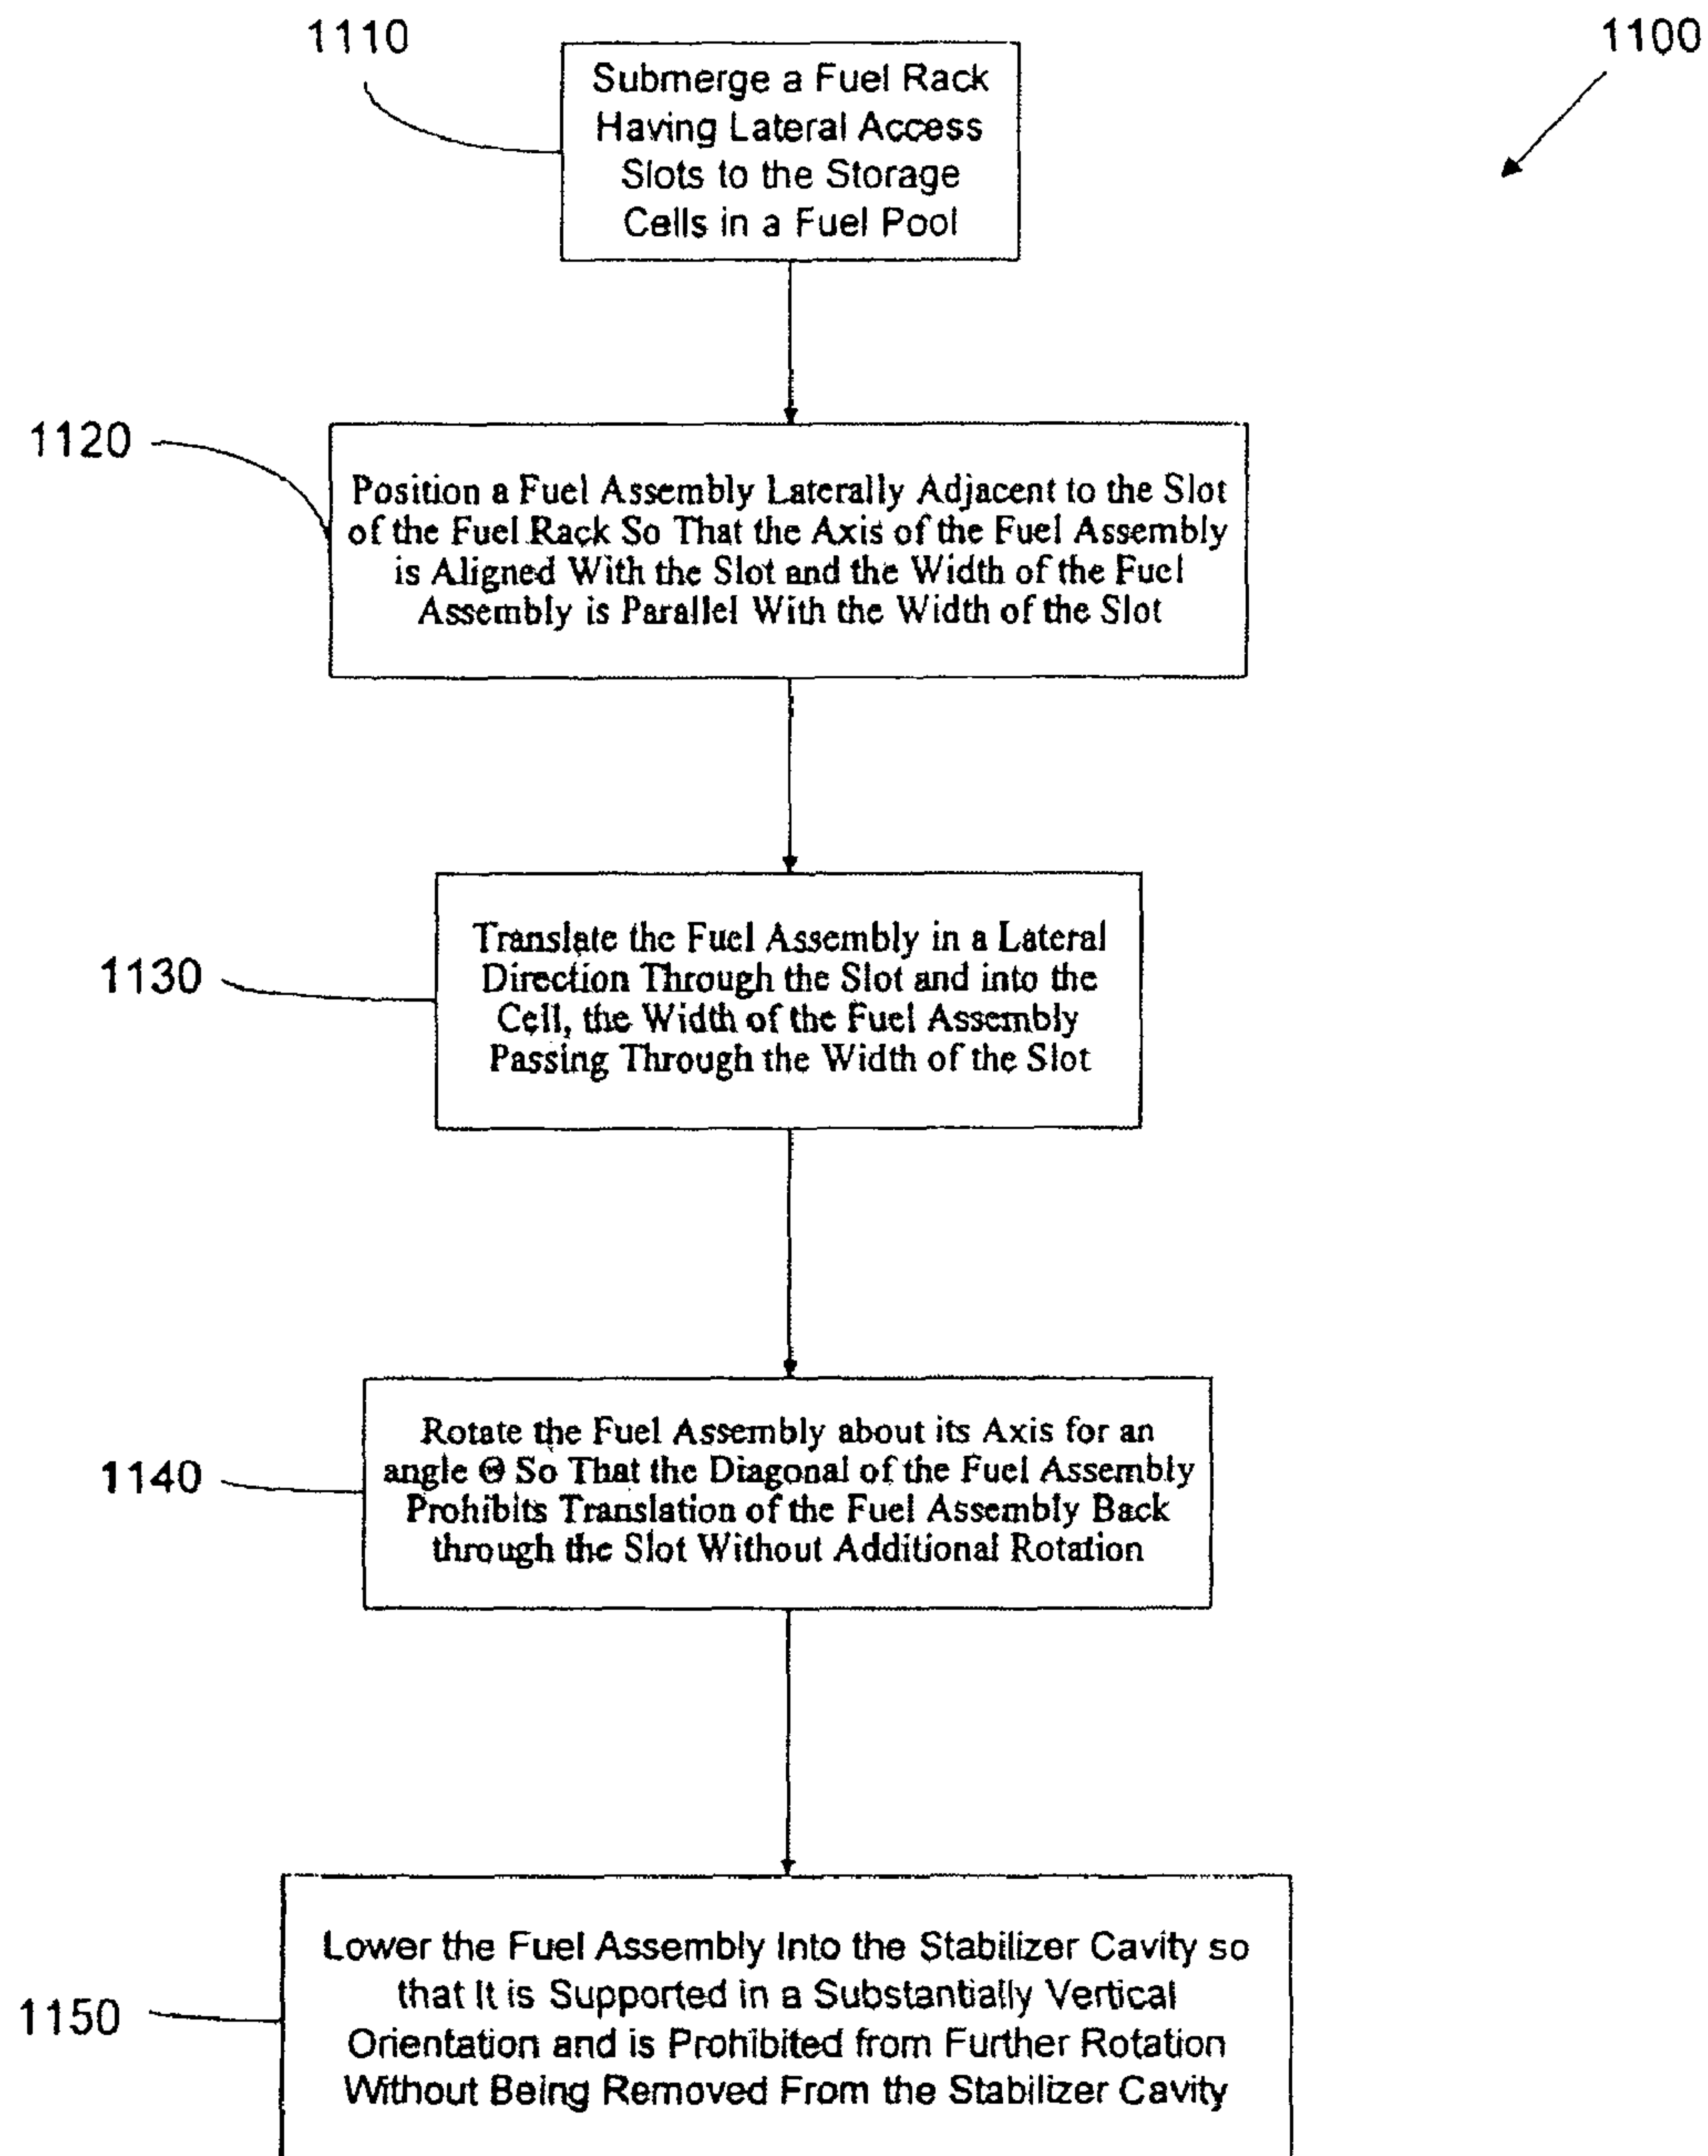 1110
1100
Submerge a Fuel Rack
Having Lateral Access
Slots to the Storage
Cells in a Fuel Pool
1120
Position a Fuel Assembly Laterally Adjacent to the Slot
of the Fuel Rack So That the Axis of the Fuel Assembly
is Aligned With the Slot and the Width of the Fuel
Assembly is Parallel With the Width of the Slot
1130
Translate the Fuel Assembly in a Lateral
Direction Through the Slot and into the
Cell, the Width of the Fuel Assembly
Passing Through the Width of the Slot
1140
Rotate the Fuel Assembly about its Axis for an
angle Θ So That the Diagonal of the Fuel Assembly
Prohibits Translation of the Fuel Assembly Back
through the Slot Without Additional Rotation
1150
Lower the Fuel Assembly Into the Stabilizer Cavity so
that It is Supported in a Substantially Vertical
Orientation and is Prohibited from Further Rotation
Without Being Removed From the Stabilizer Cavity